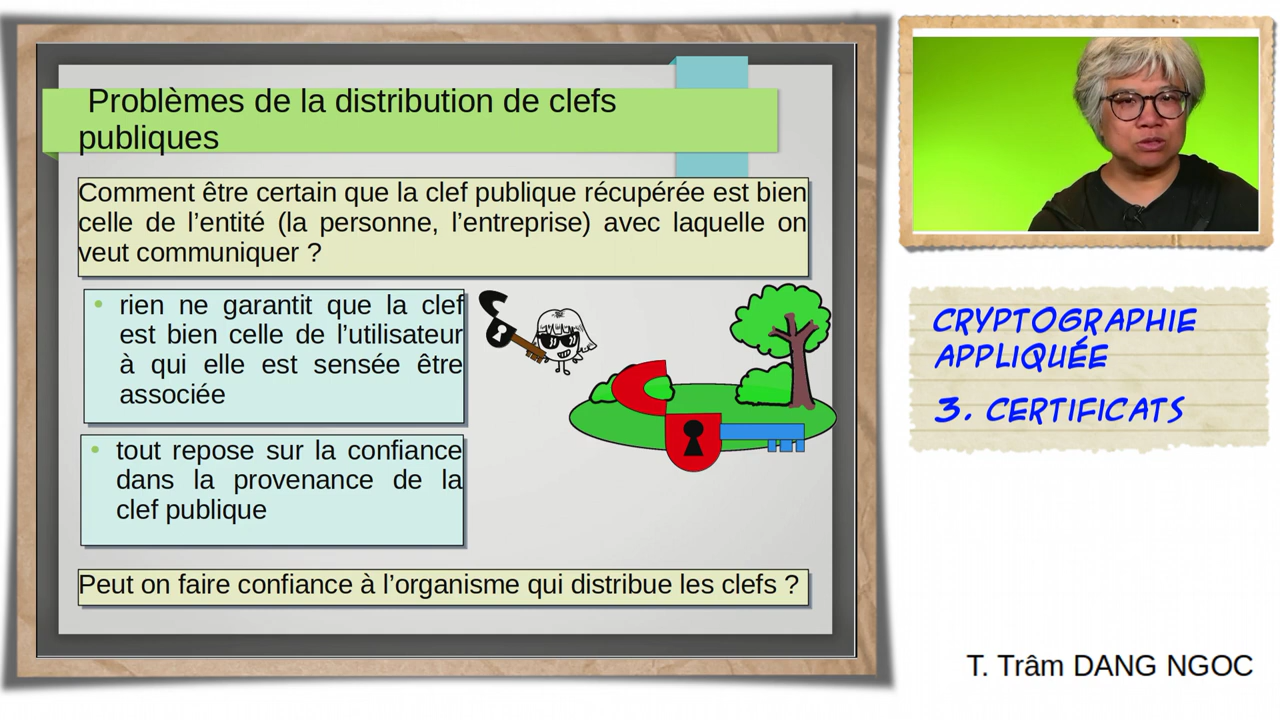 Problèmes de la distribution de clefs
publiques
Comment être certain que la clef publique récupérée est bien
celle de l’entité (la personne, l’entreprise) avec laquelle on
veut communiquer ?
• rien ne garantit que la clef
est bien celle de l’utilisateur
à qui elle est sensée être
associée
• tout repose sur la confiance
dans la provenance de la
clef publique
Peut on faire confiance à l’organisme qui distribue les clefs ?
CRYPTOGRAPHIE
APPLIQUÉE
3. CERTIFICATS
T. Trâm DANG NGOC